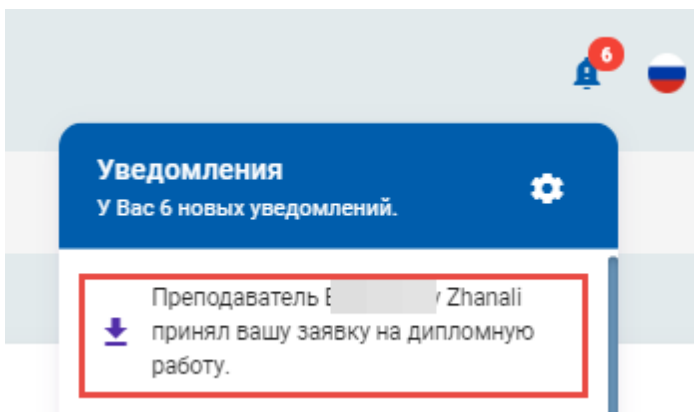 6
Уведомления
У Вас 6 новых уведомлений.
Преподаватель Zhanali
принял вашу заявку на дипломную
работу.